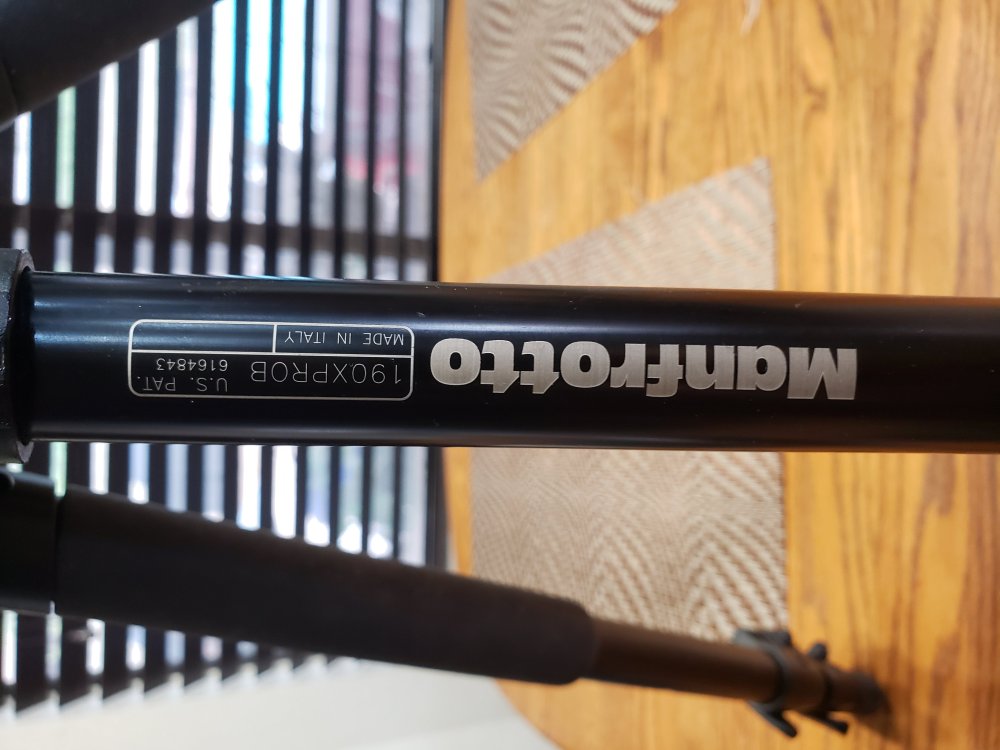 Manfrotto
190XPROB
U.S. PAT.
6164843
MADE IN ITALY